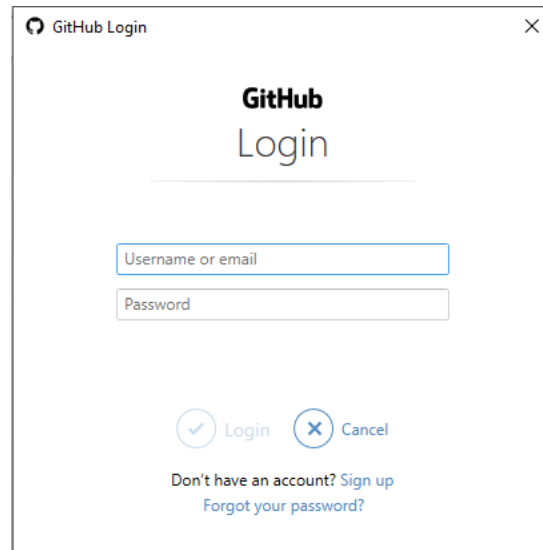 GitHub Login
GitHub
Login
Username or email
Password
Login Cancel
Don't have an account? Sign up
Forgot your password?